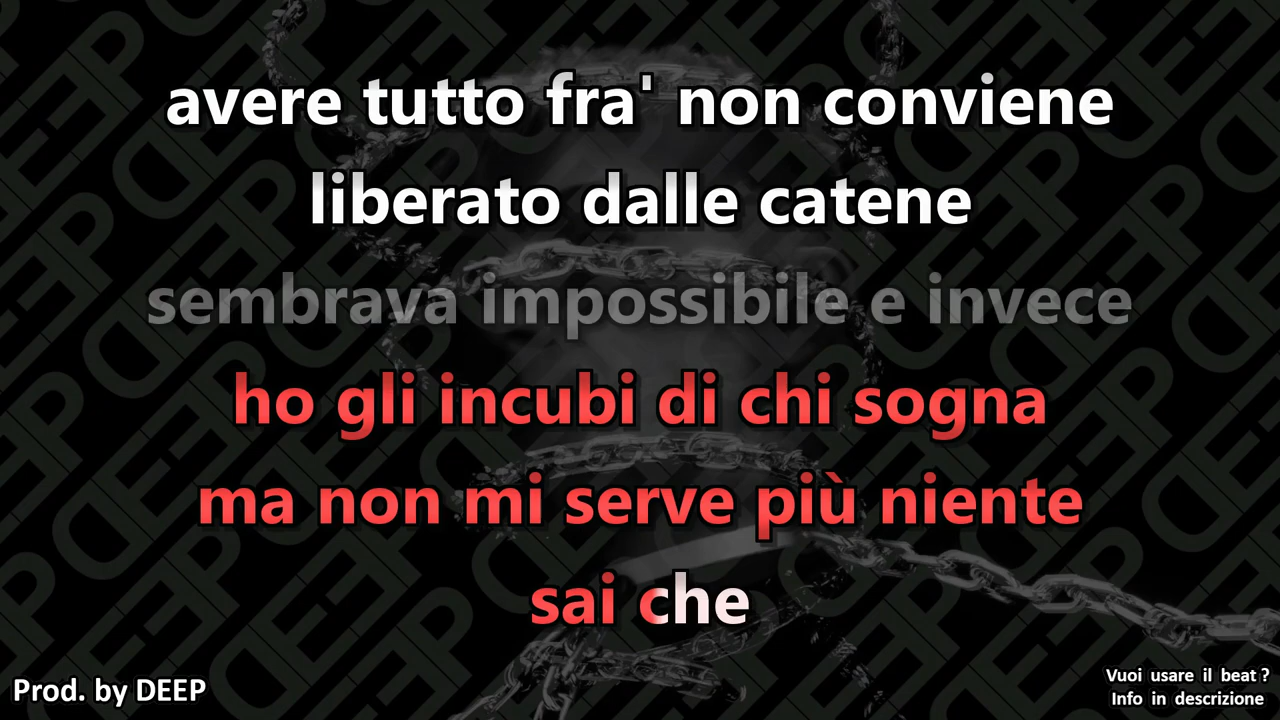 avere tutto fra' non conviene
liberato dalle catene
sembrava impossibile e invece
ho gli incubi di chi sogna
ma non mi serve più niente
sai che
Prod. by DEEP
Vuoi usare il beat ?
Info in descrizione